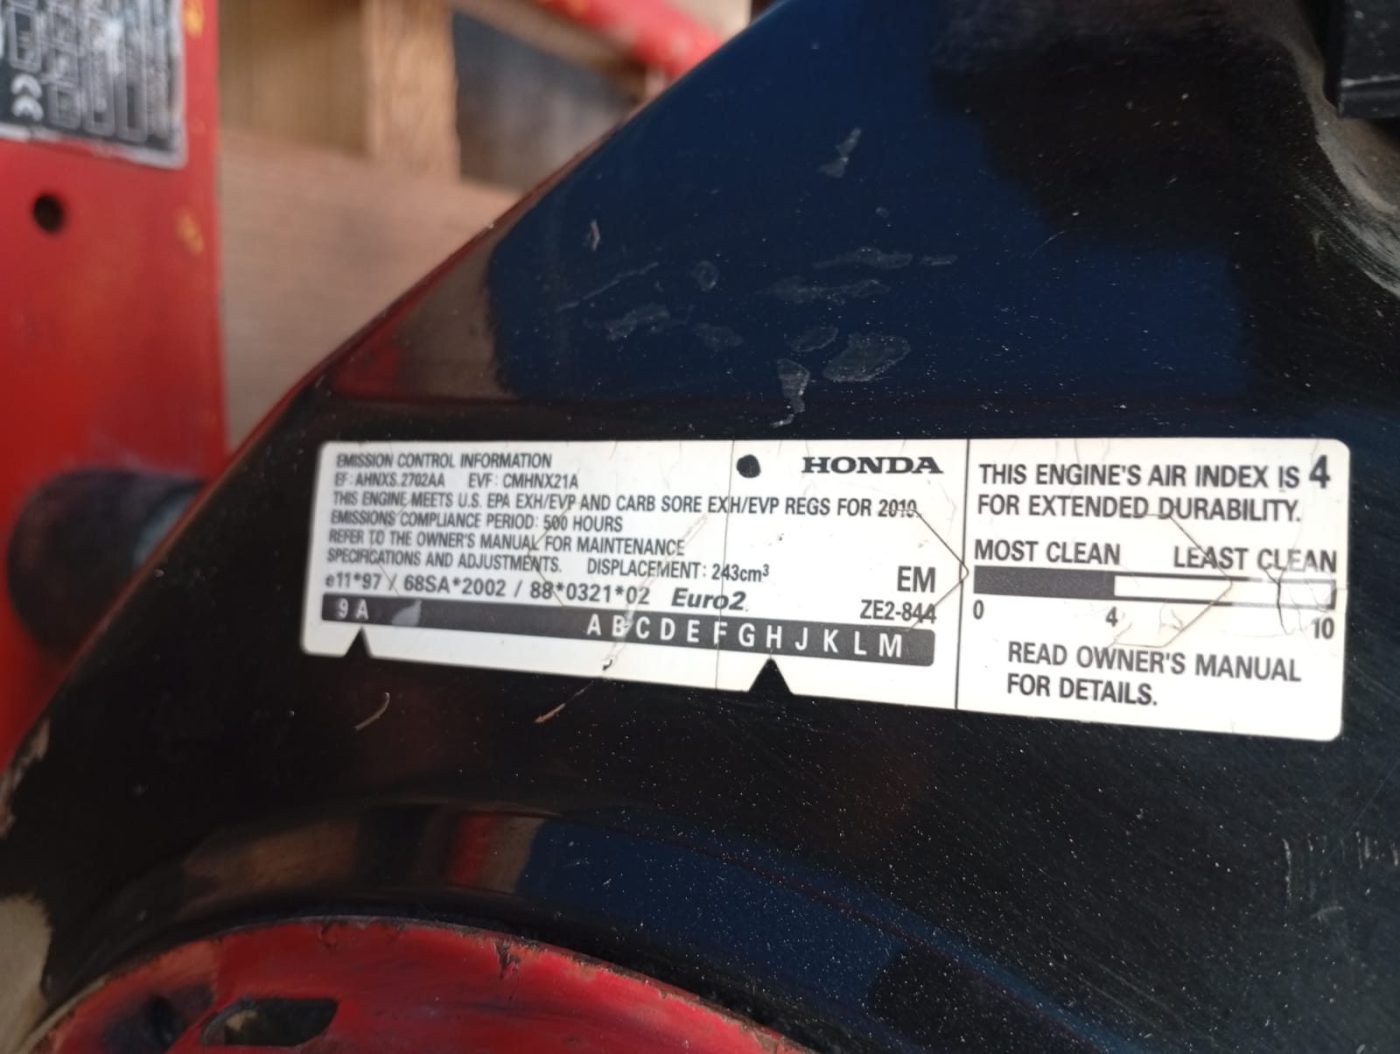 EMISSION CONTROL INFORMATION
EF: AHNXS.2702AA EVF: CMHNX21A
THIS ENGINE MEETS U.S. EPA EXH/EVP AND CARB SORE EXH/EVP REGS FOR 2010.
EMISSIONS COMPLIANCE PERIOD: 500 HOURS
REFER TO THE OWNER'S MANUAL FOR MAINTENANCE
SPECIFICATIONS AND ADJUSTMENTS. DISPLACEMENT: 243cm³
e11*97 / 68SA*2002 / 88*0321*02 Euro2
9 A
A B C D E F G H J K L M
HONDA
EM
ZE2-844
THIS ENGINE'S AIR INDEX IS 4
FOR EXTENDED DURABILITY.
MOST CLEAN LEAST CLEAN
0 4 10
READ OWNER'S MANUAL
FOR DETAILS.